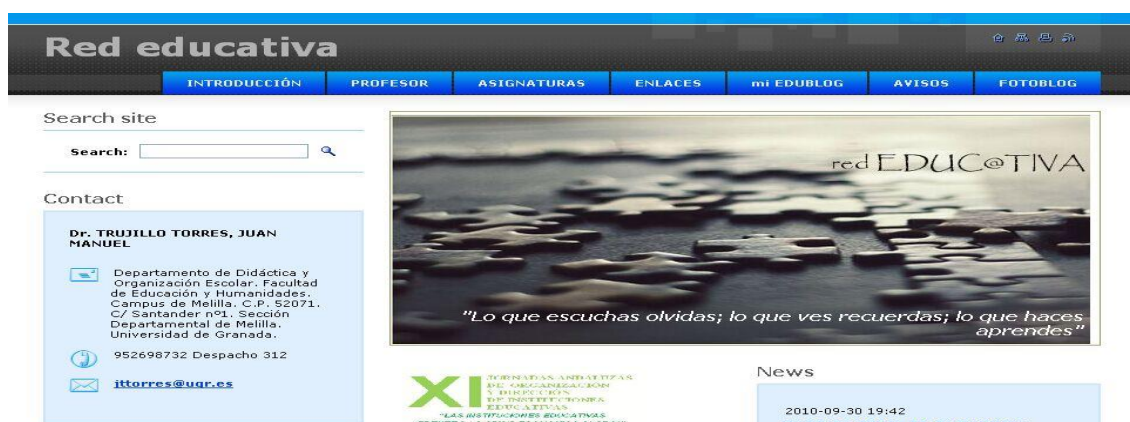 Red educativa
INTRODUCCIÓN PROFESOR ASIGNATURAS ENLACES mi EDUBLOG AVISOS FOTOBLOG
Search site
Search:
Contact
Dr. TRUJILLO TORRES, JUAN
MANUEL
Departamento de Didáctica y
Organización Escolar. Facultad
de Educación y Humanidades.
Campus de Melilla. C.P. 52071.
C/ Santander nº1. Sección
Departamental de Melilla.
Universidad de Granada.
952698732 Despacho 312
jttorres@ugr.es
red EDUC@TIVA
"Lo que escuchas olvidas; lo que ves recuerdas; lo que haces
aprendes"
XI JORNADAS ANDALUZAS
DE ORGANIZACIÓN
Y DIRECCIÓN
DE INSTITUCIONES
EDUCATIVAS
"LAS INSTITUCIONES EDUCATIVAS
News
2010-09-30 19:42